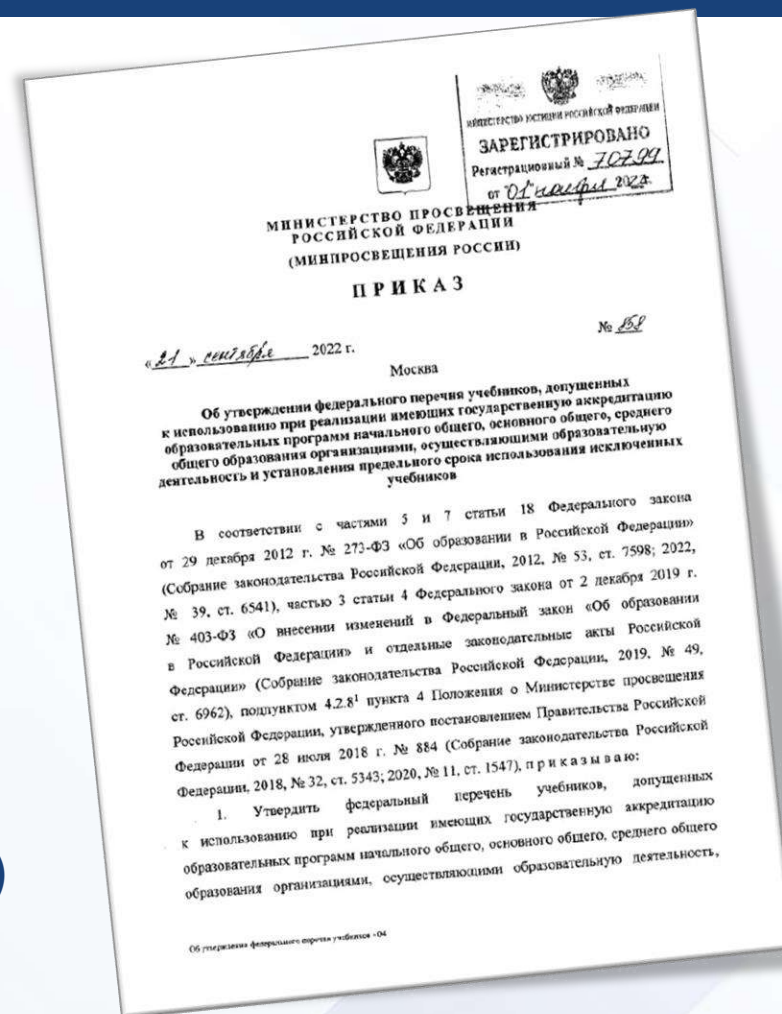 МИНИСТЕРСТВО ЮСТИЦИИ РОССИЙСКОЙ ФЕДЕРАЦИИ
ЗАРЕГИСТРИРОВАНО
Регистрационный № 70799
от "01" ноября 2022.
МИНИСТЕРСТВО ПРОСВЕЩЕНИЯ
РОССИЙСКОЙ ФЕДЕРАЦИИ
(МИНПРОСВЕЩЕНИЯ РОССИИ)
ПРИКАЗ
«21» сентября 2022 г.
№ 858
Москва
Об утверждении федерального перечня учебников, допущенных
к использованию при реализации имеющих государственную аккредитацию
образовательных программ начального общего, основного общего, среднего
общего образования организациями, осуществляющими образовательную
деятельность и установления предельного срока использования исключенных
учебников
В соответствии с частями 5 и 7 статьи 18 Федерального закона
от 29 декабря 2012 г. № 273-ФЗ «Об образовании в Российской Федерации»
(Собрание законодательства Российской Федерации, 2012, № 53, ст. 7598; 2022,
№ 39, ст. 6541), частью 3 статьи 4 Федерального закона от 2 декабря 2019 г.
№ 403-ФЗ «О внесении изменений в Федеральный закон «Об образовании
в Российской Федерации» и отдельные законодательные акты Российской
Федерации» (Собрание законодательства Российской Федерации, 2019, № 49,
ст. 6962), подпунктом 4.2.8¹ пункта 4 Положения о Министерстве просвещения
Российской Федерации, утвержденного постановлением Правительства Российской
Федерации от 28 июля 2018 г. № 884 (Собрание законодательства Российской
Федерации, 2018, № 32, ст. 5343; 2020, № 11, ст. 1547), п р и к а з ы в а ю:
1. Утвердить федеральный перечень учебников, допущенных
к использованию при реализации имеющих государственную аккредитацию
образовательных программ начального общего, основного общего, среднего общего
образования организациями, осуществляющими образовательную деятельность,
Об утверждении федерального перечня учебников - 04